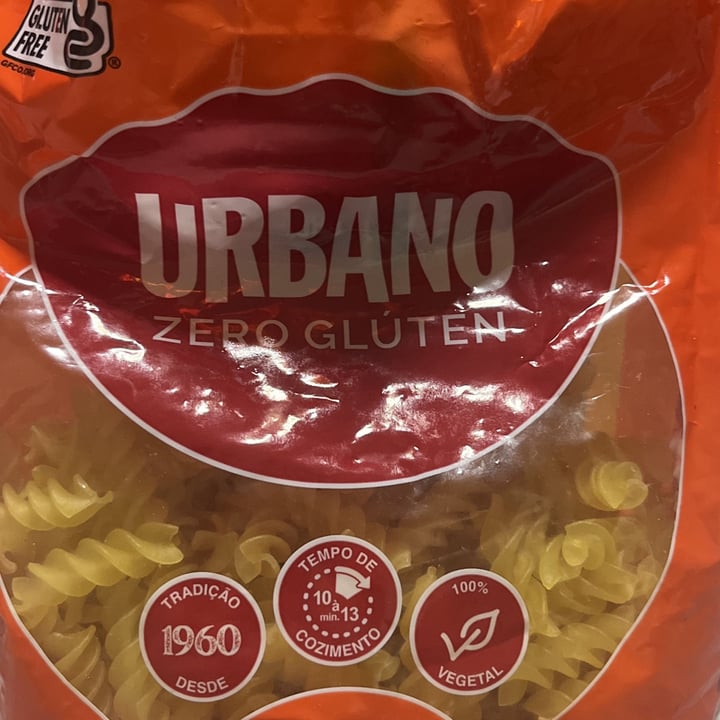 GLUTEN
FREE
GFCO.ORG
®
URBANO
ZERO GLÚTEN
TRADIÇÃO
1960
DESDE
TEMPO DE
10
à
min. 13
COZIMENTO
100%
VEGETAL